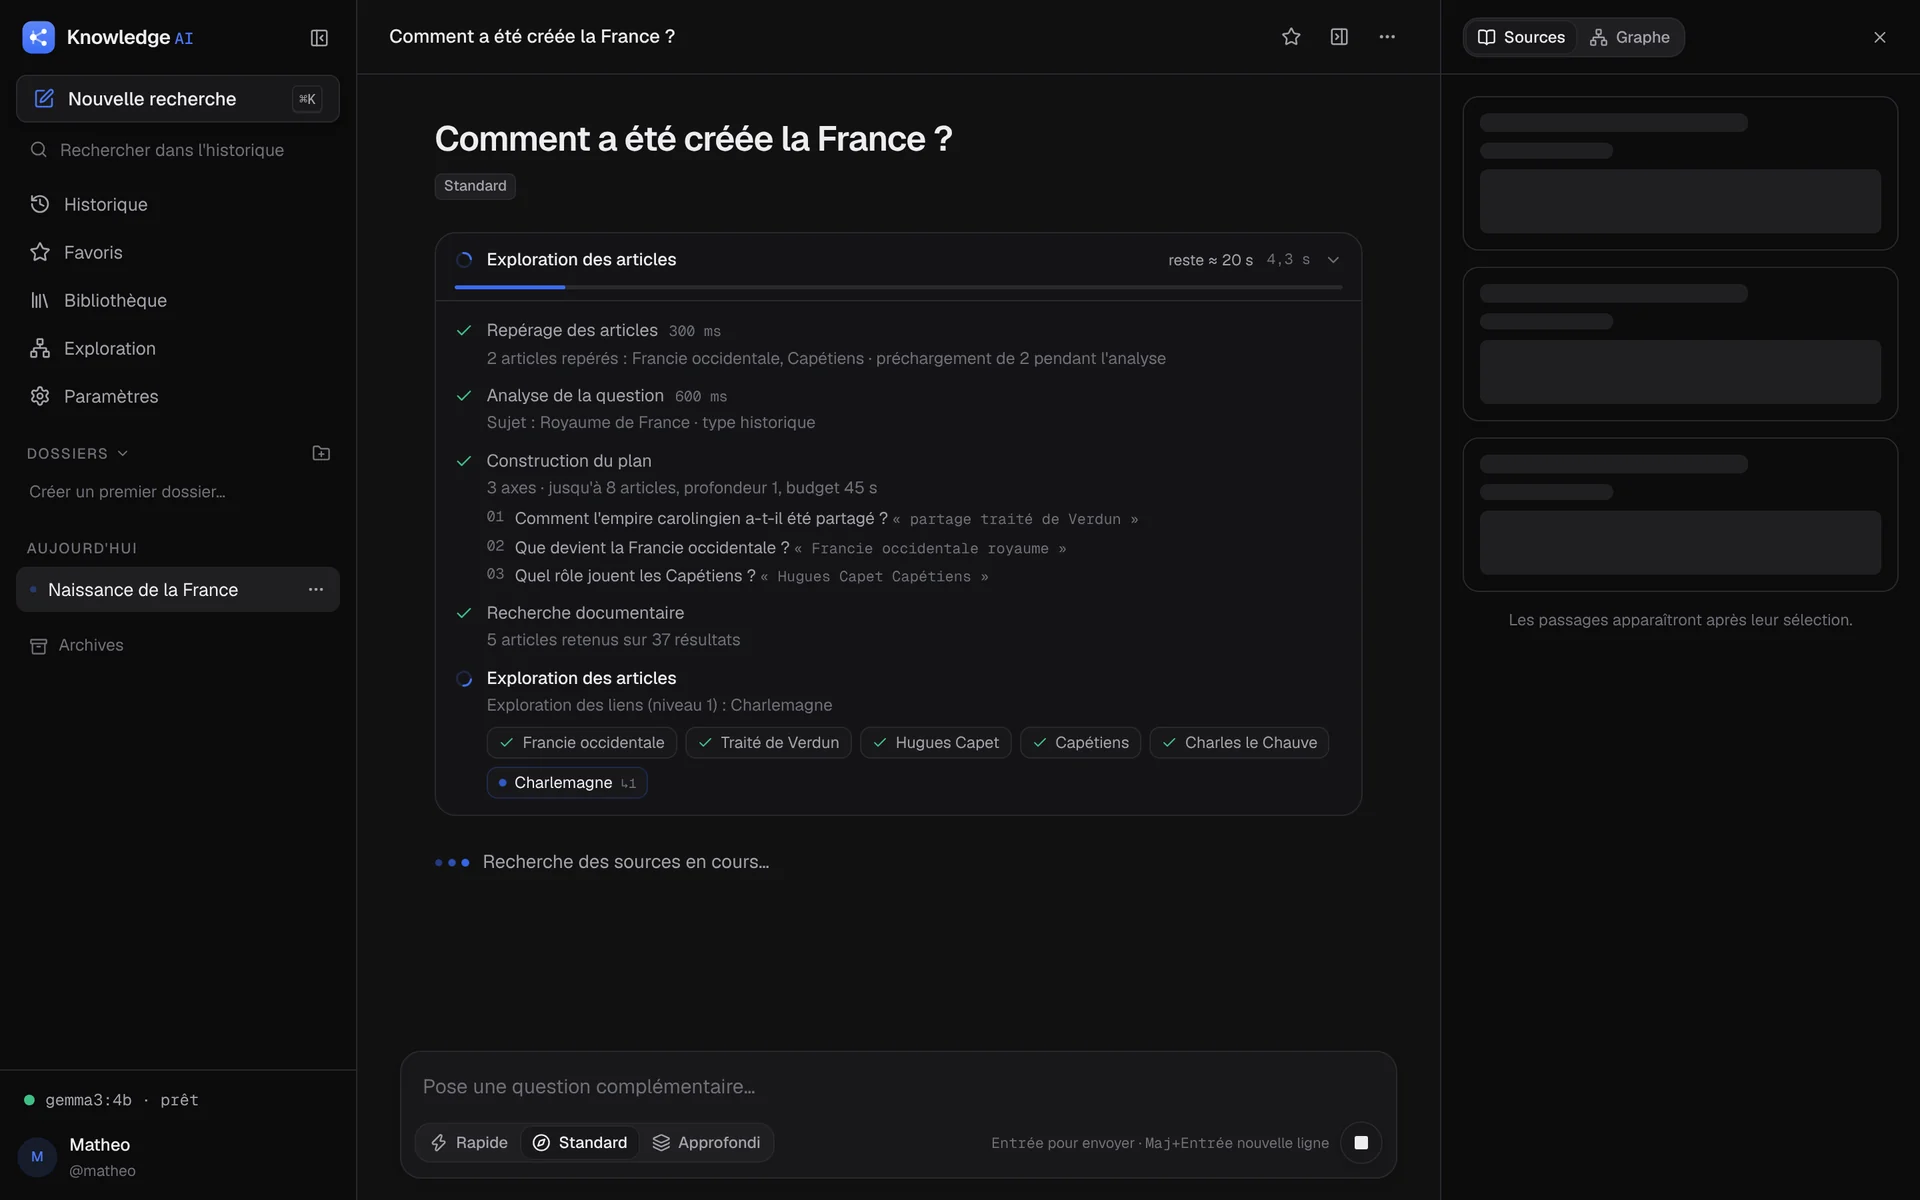 Knowledge AI
Nouvelle recherche ⌘K
Rechercher dans l'historique
Historique
Favoris
Bibliothèque
Exploration
Paramètres
DOSSIERS
Créer un premier dossier…
AUJOURD'HUI
Naissance de la France
Archives
gemma3:4b · prêt
M
Matheo
@matheo
Comment a été créée la France ?
Comment a été créée la France ?
Standard
Exploration des articles reste ≈ 20 s 4,3 s
Repérage des articles 300 ms
2 articles repérés : Francie occidentale, Capétiens · préchargement de 2 pendant l'analyse
Analyse de la question 600 ms
Sujet : Royaume de France · type historique
Construction du plan
3 axes · jusqu'à 8 articles, profondeur 1, budget 45 s
01 Comment l'empire carolingien a-t-il été partagé ? « partage traité de Verdun »
02 Que devient la Francie occidentale ? « Francie occidentale royaume »
03 Quel rôle jouent les Capétiens ? « Hugues Capet Capétiens »
Recherche documentaire
5 articles retenus sur 37 résultats
Exploration des articles
Exploration des liens (niveau 1) : Charlemagne
Francie occidentale Traité de Verdun Hugues Capet Capétiens Charles le Chauve
Charlemagne ↳1
Recherche des sources en cours…
Pose une question complémentaire…
Rapide Standard Approfondi Entrée pour envoyer · Maj+Entrée nouvelle ligne
Sources Graphe
Les passages apparaîtront après leur sélection.